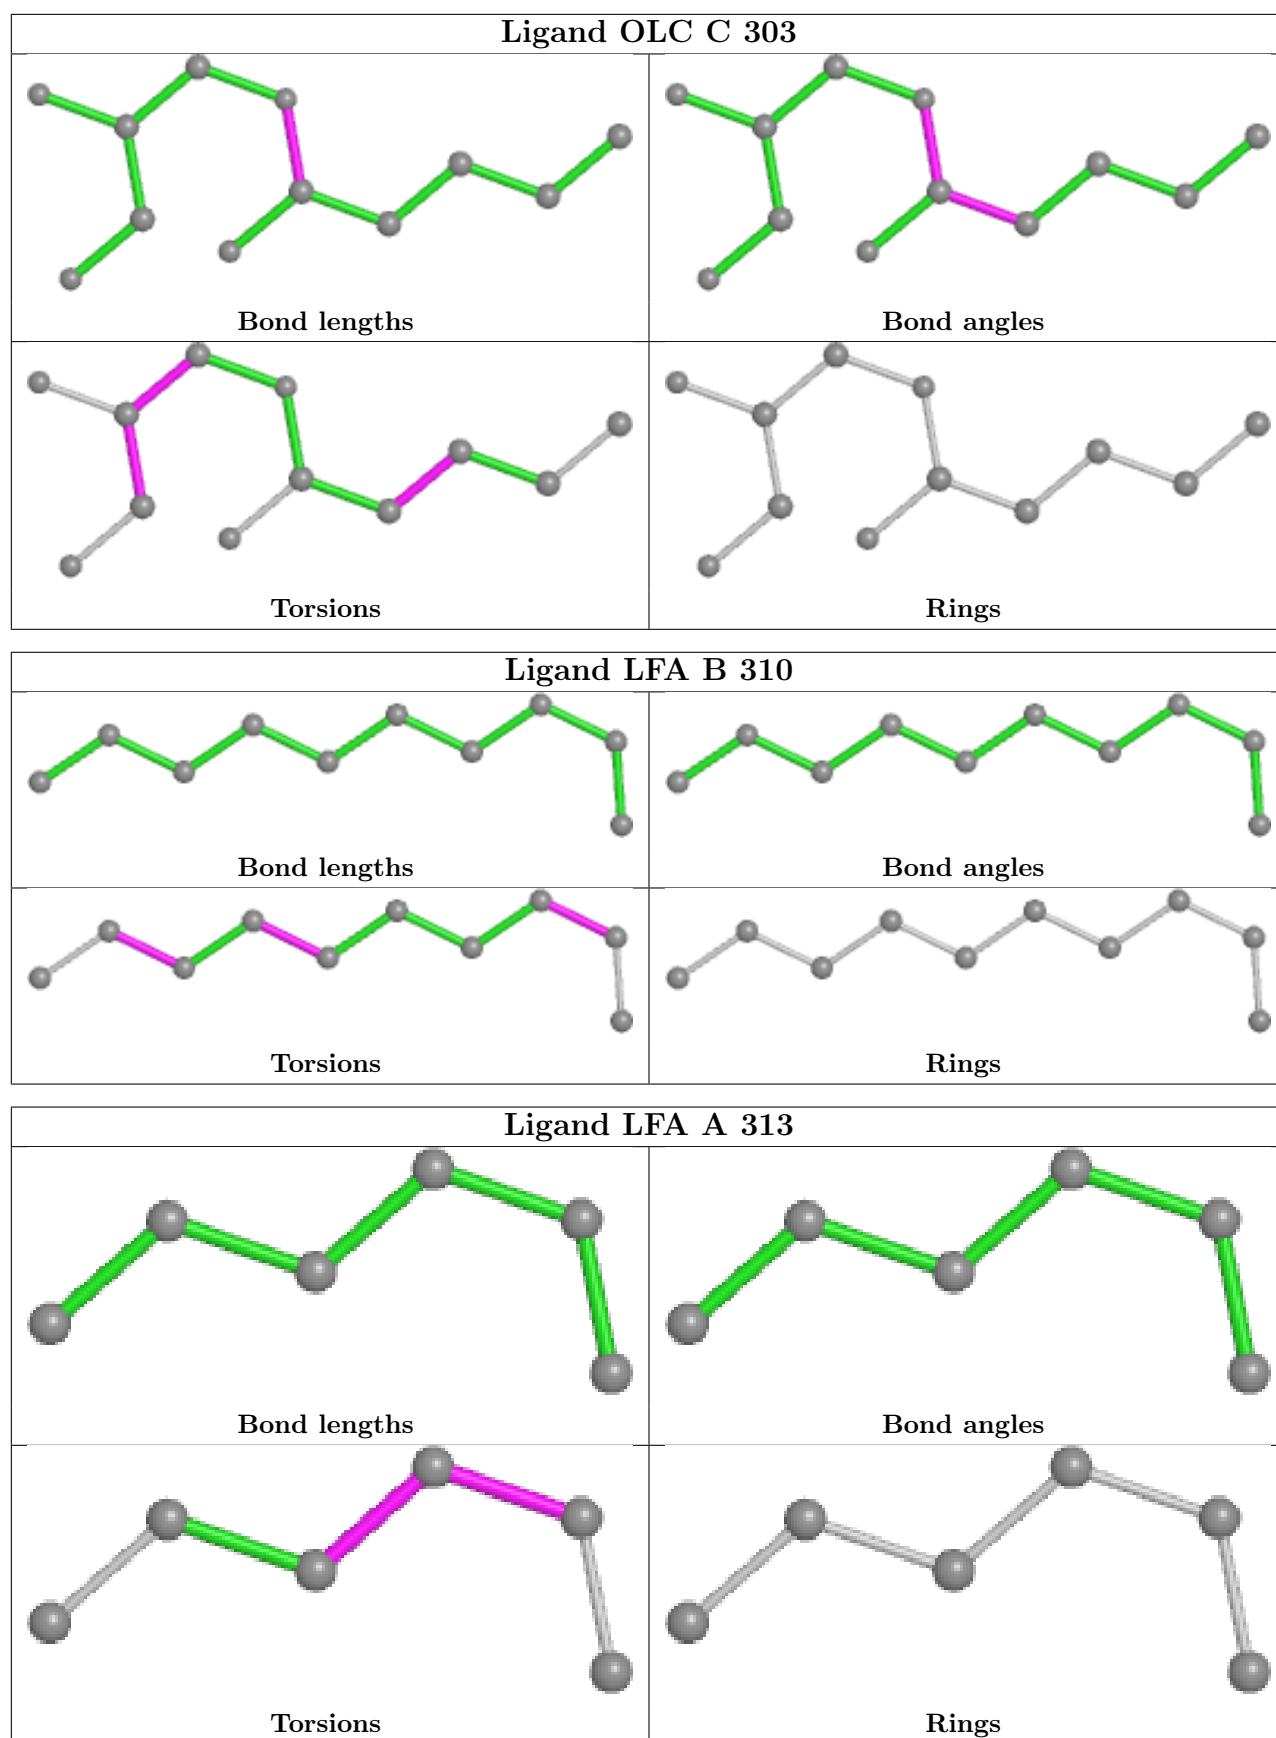 Ligand OLC C 303
Bond lengths
Bond angles
Torsions
Rings
Ligand LFA B 310
Bond lengths
Bond angles
Torsions
Rings
Ligand LFA A 313
Bond lengths
Bond angles
Torsions
Rings